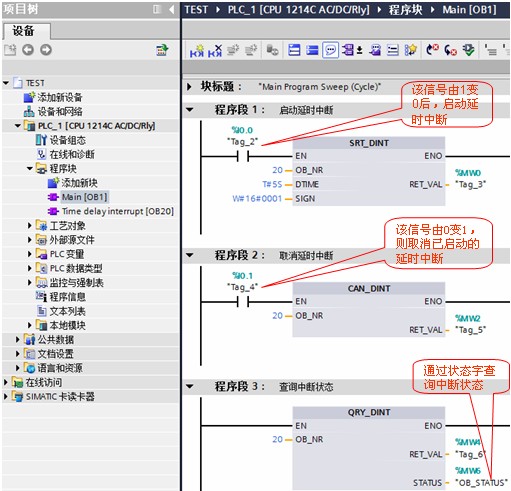 项目树
TEST ▸ PLC_1 [CPU 1214C AC/DC/Rly] ▸ 程序块 ▸ Main [OB1]
设备
TEST
添加新设备
设备和网络
PLC_1 [CPU 1214C AC/DC/Rly]
设备组态
在线和诊断
程序块
添加新块
Main [OB1]
Time delay interrupt [OB20]
工艺对象
外部源文件
PLC 变量
PLC 数据类型
监控与强制表
程序信息
文本列表
本地模块
公共数据
文档设置
语言和资源
在线访问
SIMATIC 卡读卡器
块标题: "Main Program Sweep (Cycle)"
程序段 1: 启动延时中断
该信号由1变
0后，启动延
时中断
%I0.0
"Tag_2"
SRT_DINT
EN
ENO
20
OB_NR
T#5S
DTIME
W#16#0001
SIGN
RET_VAL
%MW0
"Tag_3"
程序段 2: 取消延时中断
该信号由0变1，
则取消已启动的
延时中断
%I0.1
"Tag_4"
CAN_DINT
EN
ENO
20
OB_NR
RET_VAL
%MW2
"Tag_5"
程序段 3: 查询中断状态
通过状态字查
询中断状态
QRY_DINT
EN
ENO
20
OB_NR
RET_VAL
%MW4
"Tag_6"
STATUS
%MW6
"OB_STATUS"